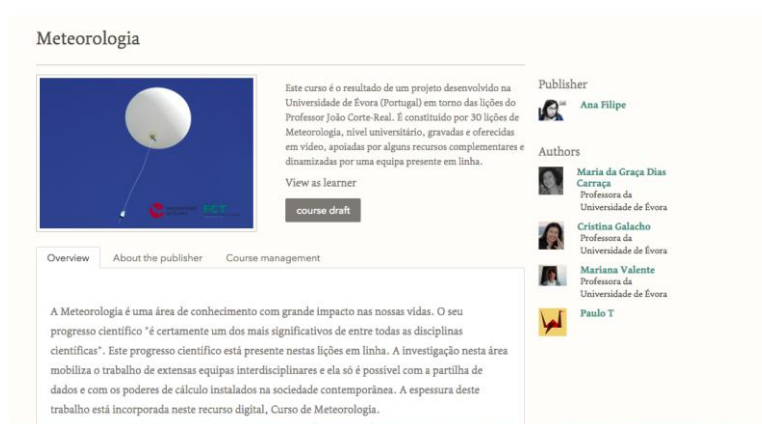 Meteorologia
Este curso é o resultado de um projeto desenvolvido na
Universidade de Évora (Portugal) em torno das lições do
Professor João Corte-Real. É constituído por 30 lições de
Meteorologia, nível universitário, gravadas e oferecidas
em vídeo, apoiadas por alguns recursos complementares e
dinamizadas por uma equipa presente em linha.
View as learner
course draft
FCT
Publisher
Ana Filipe
Authors
Maria da Graça Dias
Carraça
Professora da
Universidade de Évora
Cristina Galacho
Professora da
Universidade de Évora
Mariana Valente
Professora da
Universidade de Évora
Paulo T
Overview
About the publisher
Course management
A Meteorologia é uma área de conhecimento com grande impacto nas nossas vidas. O seu
progresso científico "é certamente um dos mais significativos de entre todas as disciplinas
científicas". Este progresso científico está presente nestas lições em linha. A investigação nesta área
mobiliza o trabalho de extensas equipas interdisciplinares e ela só é possível com a partilha de
dados e com os poderes de cálculo instalados na sociedade contemporânea. A espessura deste
trabalho está incorporada neste recurso digital, Curso de Meteorologia.